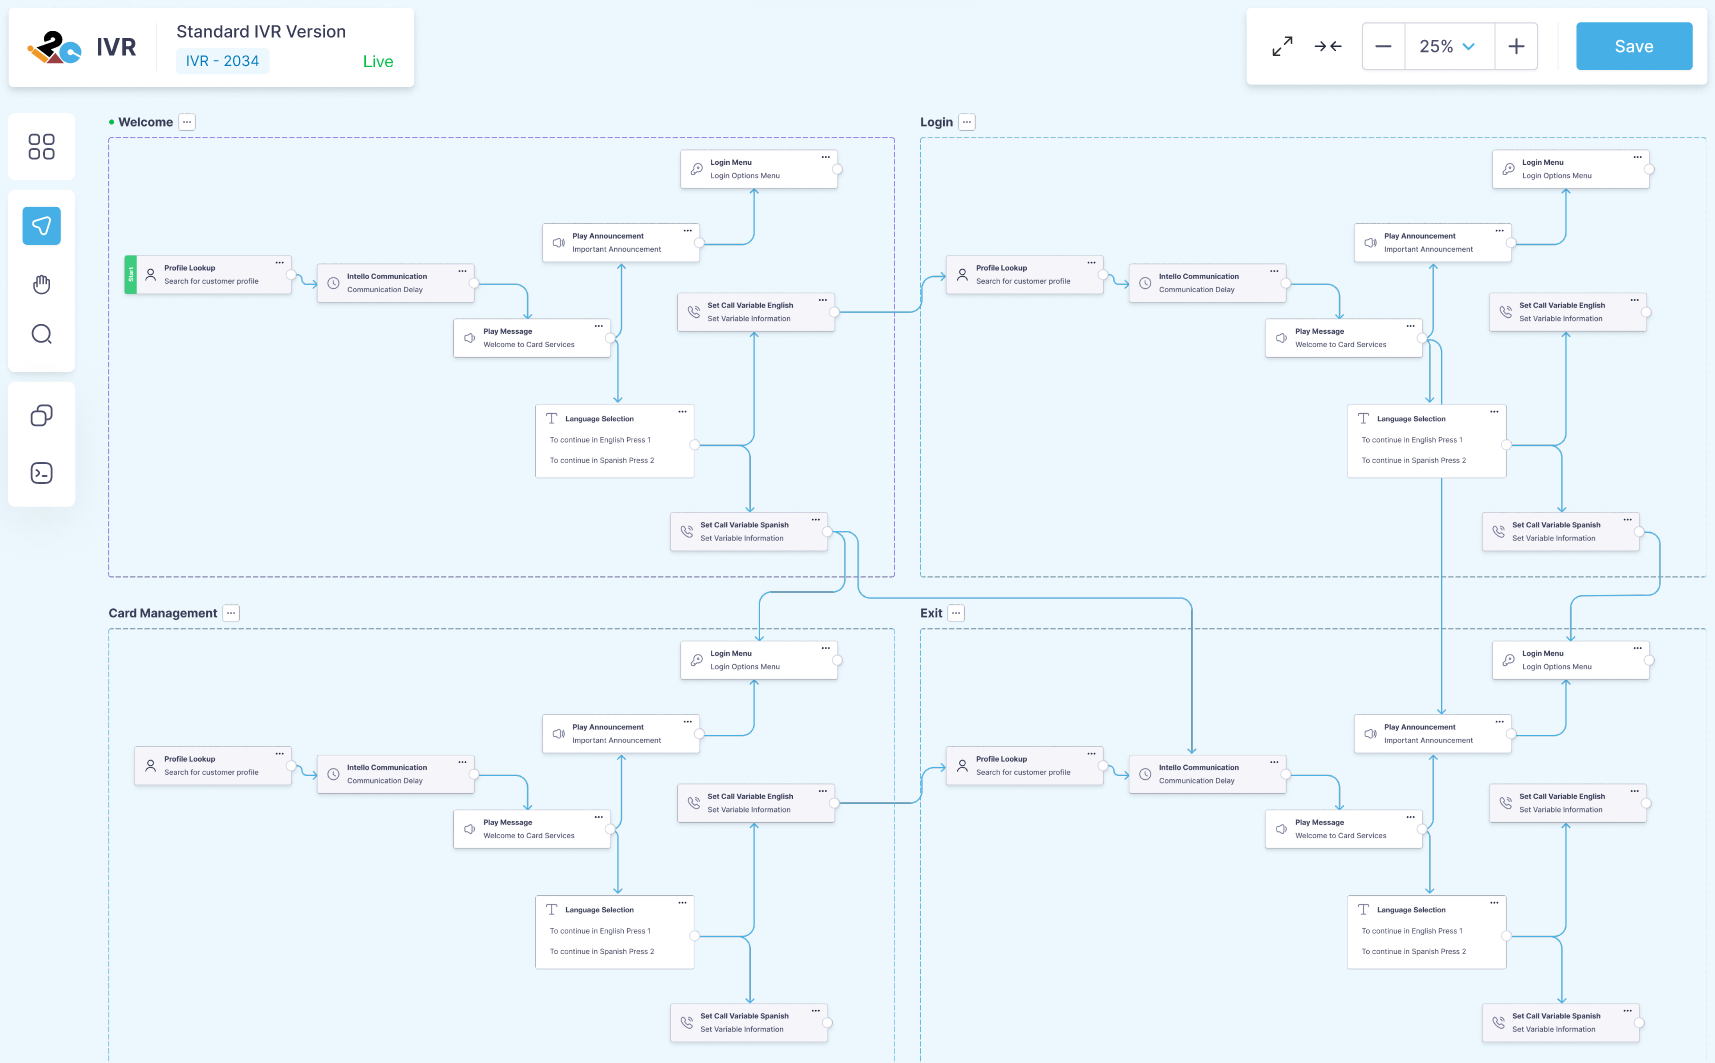 i2c IVR
Standard IVR Version
IVR - 2034
Live
25%
Save
Welcome
Login Menu
Login Options Menu
Play Announcement
Important Announcement
Start
Profile Lookup
Search for customer profile
Intello Communication
Communication Delay
Set Call Variable English
Set Variable Information
Play Message
Welcome to Card Services
Language Selection
To continue in English Press 1
To continue in Spanish Press 2
Set Call Variable Spanish
Set Variable Information
Login
Login Menu
Login Options Menu
Play Announcement
Important Announcement
Profile Lookup
Search for customer profile
Intello Communication
Communication Delay
Set Call Variable English
Set Variable Information
Play Message
Welcome to Card Services
Language Selection
To continue in English Press 1
To continue in Spanish Press 2
Set Call Variable Spanish
Set Variable Information
Card Management
Login Menu
Login Options Menu
Play Announcement
Important Announcement
Profile Lookup
Search for customer profile
Intello Communication
Communication Delay
Set Call Variable English
Set Variable Information
Play Message
Welcome to Card Services
Language Selection
To continue in English Press 1
To continue in Spanish Press 2
Set Call Variable Spanish
Set Variable Information
Exit
Login Menu
Login Options Menu
Play Announcement
Important Announcement
Profile Lookup
Search for customer profile
Intello Communication
Communication Delay
Set Call Variable English
Set Variable Information
Play Message
Welcome to Card Services
Language Selection
To continue in English Press 1
To continue in Spanish Press 2
Set Call Variable Spanish
Set Variable Information